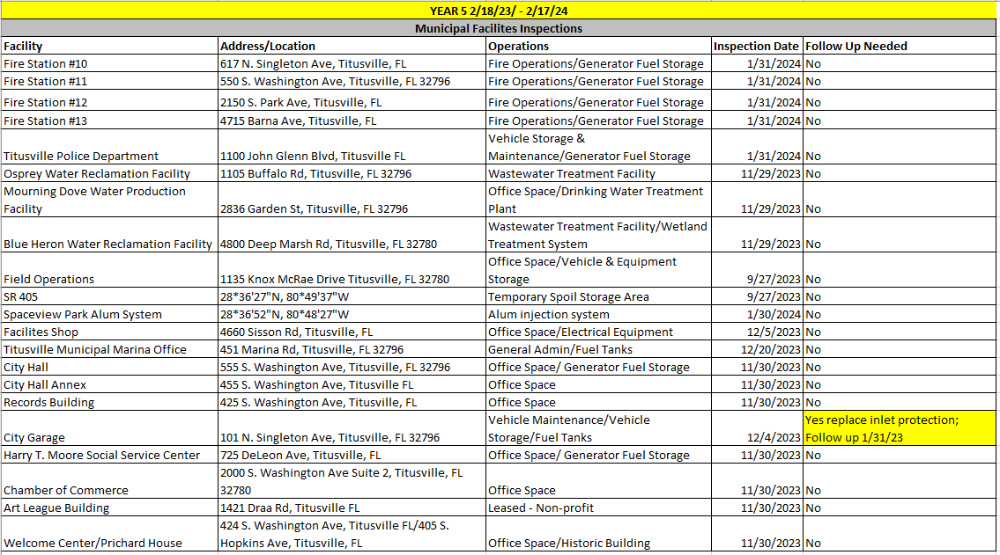 YEAR 5 2/18/23/ - 2/17/24
Municipal Facilites Inspections
Facility Address/Location Operations Inspection Date Follow Up Needed
Fire Station #10 617 N. Singleton Ave, Titusville, FL Fire Operations/Generator Fuel Storage 1/31/2024 No
Fire Station #11 550 S. Washington Ave, Titusville, FL 32796 Fire Operations/Generator Fuel Storage 1/31/2024 No
Fire Station #12 2150 S. Park Ave, Titusville, FL Fire Operations/Generator Fuel Storage 1/31/2024 No
Fire Station #13 4715 Barna Ave, Titusville, FL Fire Operations/Generator Fuel Storage 1/31/2024 No
Vehicle Storage &
Titusville Police Department 1100 John Glenn Blvd, Titusville FL Maintenance/Generator Fuel Storage 1/31/2024 No
Osprey Water Reclamation Facility 1105 Buffalo Rd, Titusville, FL 32796 Wastewater Treatment Facility 11/29/2023 No
Mourning Dove Water Production Office Space/Drinking Water Treatment
Facility 2836 Garden St, Titusville, FL 32796 Plant 11/29/2023 No
Wastewater Treatment Facility/Wetland
Blue Heron Water Reclamation Facility 4800 Deep Marsh Rd, Titusville, FL 32780 Treatment System 11/29/2023 No
Office Space/Vehicle & Equipment
Field Operations 1135 Knox McRae Drive Titusville, FL 32780 Storage 9/27/2023 No
SR 405 28*36'27"N, 80*49'37"W Temporary Spoil Storage Area 9/27/2023 No
Spaceview Park Alum System 28*36'52"N, 80*48'27"W Alum injection system 1/30/2024 No
Facilites Shop 4660 Sisson Rd, Titusville, FL Office Space/Electrical Equipment 12/5/2023 No
Titusville Municipal Marina Office 451 Marina Rd, Titusville, FL 32796 General Admin/Fuel Tanks 12/20/2023 No
City Hall 555 S. Washington Ave, Titusville, FL 32796 Office Space/ Generator Fuel Storage 11/30/2023 No
City Hall Annex 455 S. Washington Ave, Titusville FL Office Space 11/30/2023 No
Records Building 425 S. Washington Ave, Titusville, FL Office Space 11/30/2023 No
Vehicle Maintenance/Vehicle Yes replace inlet protection;
City Garage 101 N. Singleton Ave, Titusville, FL 32796 Storage/Fuel Tanks 12/4/2023 Follow up 1/31/23
Harry T. Moore Social Service Center 725 DeLeon Ave, Titusville, FL Office Space/ Generator Fuel Storage 11/30/2023 No
2000 S. Washington Ave Suite 2, Titusville, FL
Chamber of Commerce 32780 Office Space 11/30/2023 No
Art League Building 1421 Draa Rd, Titusville FL Leased - Non-profit 11/30/2023 No
424 S. Washington Ave, Titusville FL/405 S.
Welcome Center/Prichard House Hopkins Ave, Titusville, FL Office Space/Historic Building 11/30/2023 No